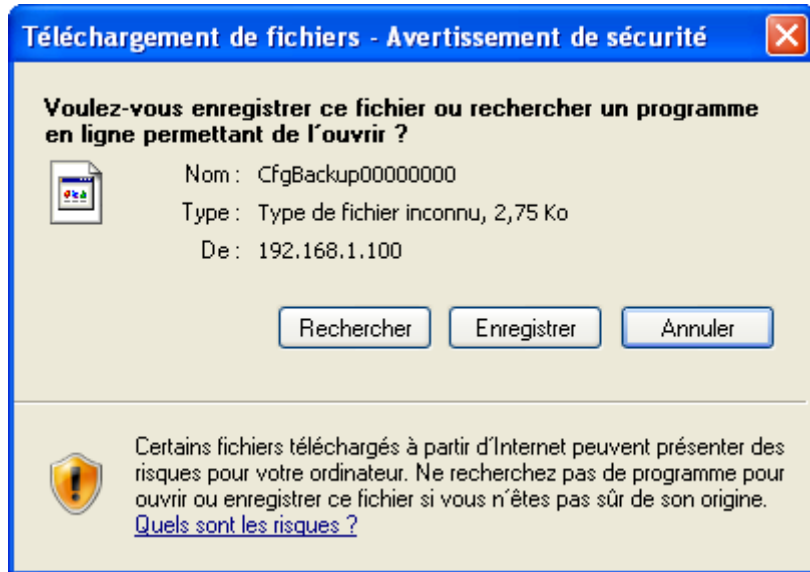 Téléchargement de fichiers - Avertissement de sécurité
Voulez-vous enregistrer ce fichier ou rechercher un programme
en ligne permettant de l´ouvrir ?
Nom : CfgBackup00000000
Type : Type de fichier inconnu, 2,75 Ko
De : 192.168.1.100
Rechercher Enregistrer Annuler
Certains fichiers téléchargés à partir d´Internet peuvent présenter des
risques pour votre ordinateur. Ne recherchez pas de programme pour
ouvrir ou enregistrer ce fichier si vous n´êtes pas sûr de son origine.
Quels sont les risques ?